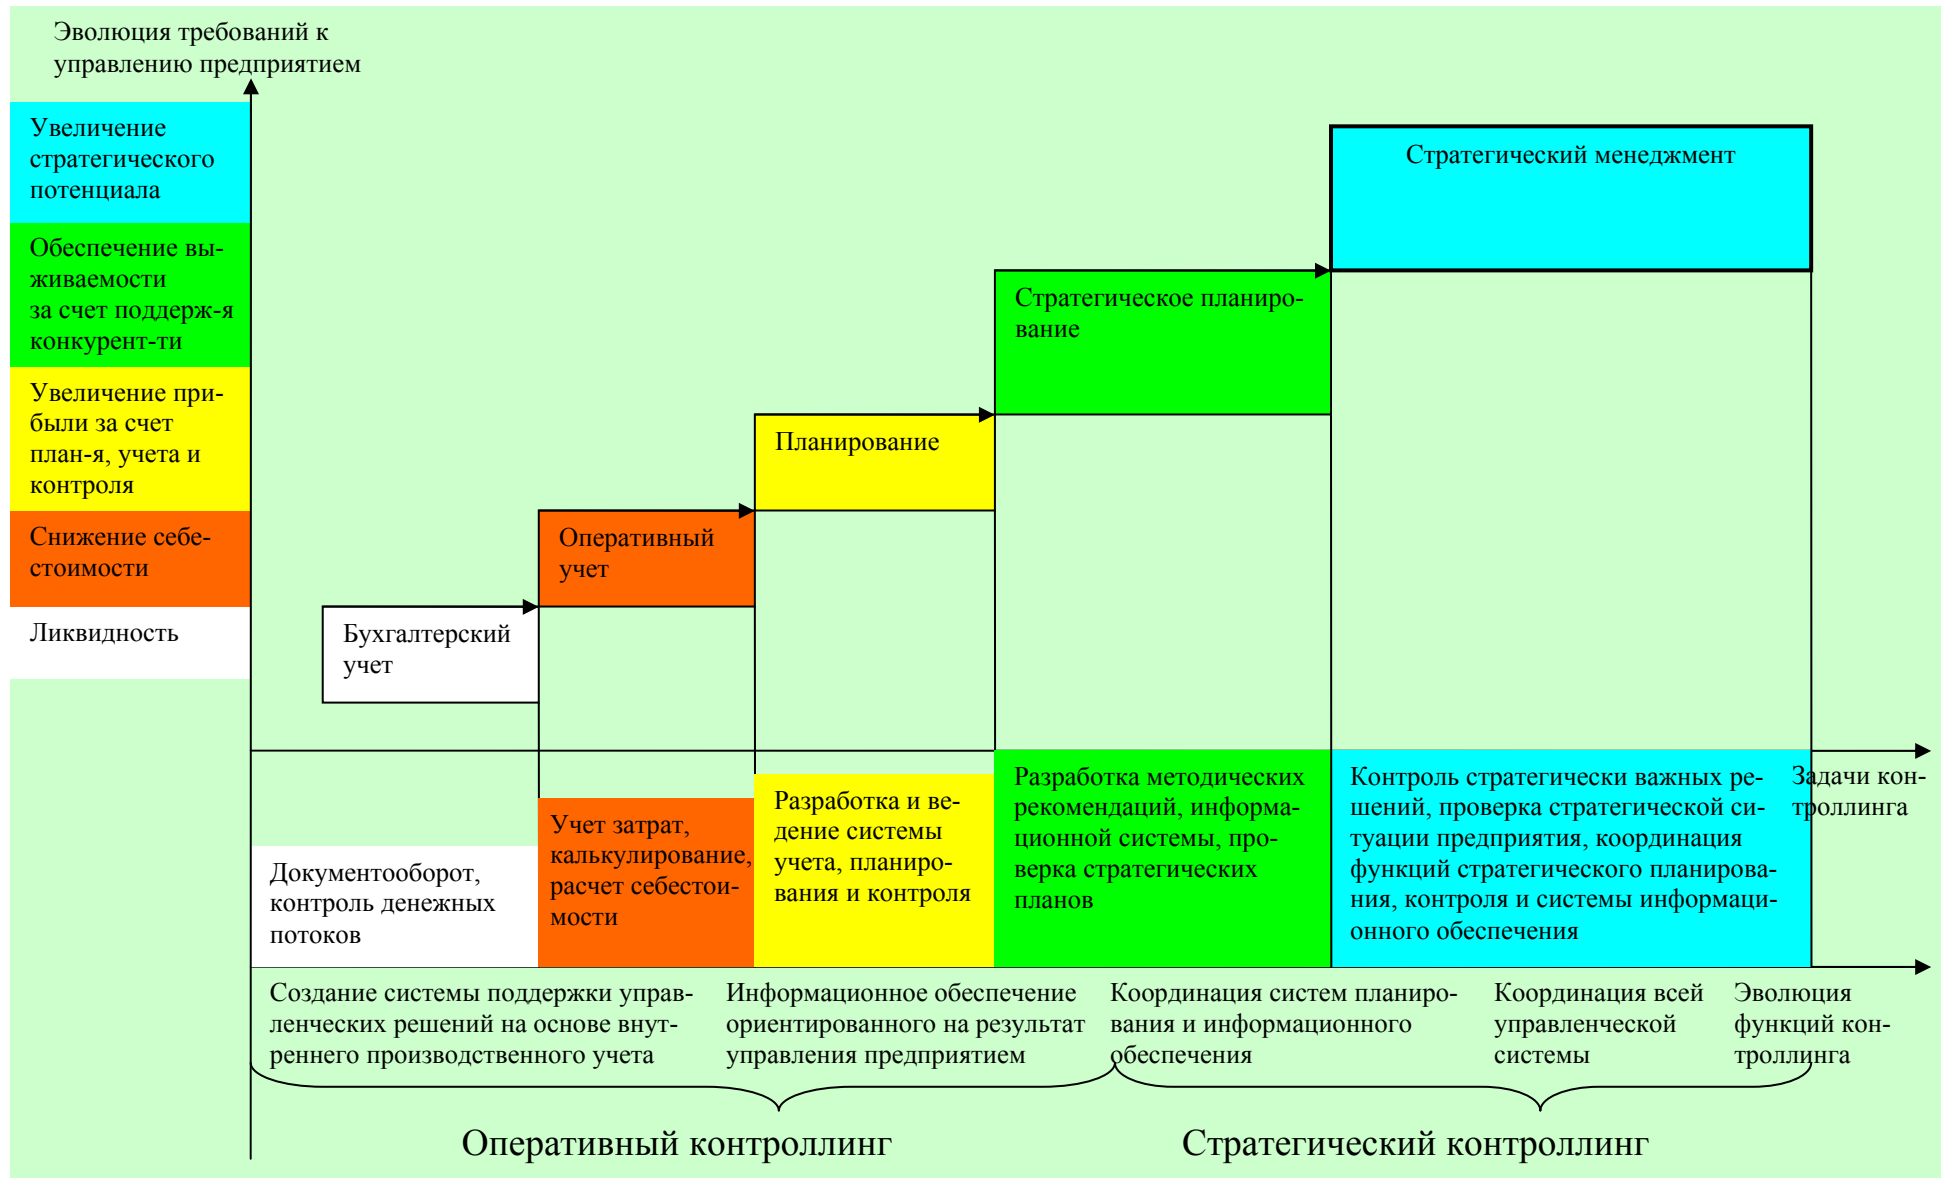 Эволюция требований к
управлению предприятием
Увеличение
стратегического
потенциала
Обеспечение вы-
живаемости
за счет поддерж-я
конкурент-ти
Увеличение при-
были за счет
план-я, учета и
контроля
Снижение себе-
стоимости
Ликвидность
Стратегический менеджмент
Стратегическое планиро-
вание
Планирование
Оперативный
учет
Бухгалтерский
учет
Документооборот,
контроль денежных
потоков
Учет затрат,
калькулирование,
расчет себестои-
мости
Разработка и ве-
дение системы
учета, планиро-
вания и контроля
Разработка методических
рекомендаций, информа-
ционной системы, про-
верка стратегических
планов
Контроль стратегически важных ре-
шений, проверка стратегической си-
туации предприятия, координация
функций стратегического планирова-
ния, контроля и системы информаци-
онного обеспечения
Задачи кон-
троллинга
Создание системы поддержки управ-
ленческих решений на основе внут-
реннего производственного учета
Информационное обеспечение
ориентированного на результат
управления предприятием
Координация систем планиро-
вания и информационного
обеспечения
Координация всей
управленческой
системы
Эволюция
функций кон-
троллинга
Оперативный контроллинг
Стратегический контроллинг